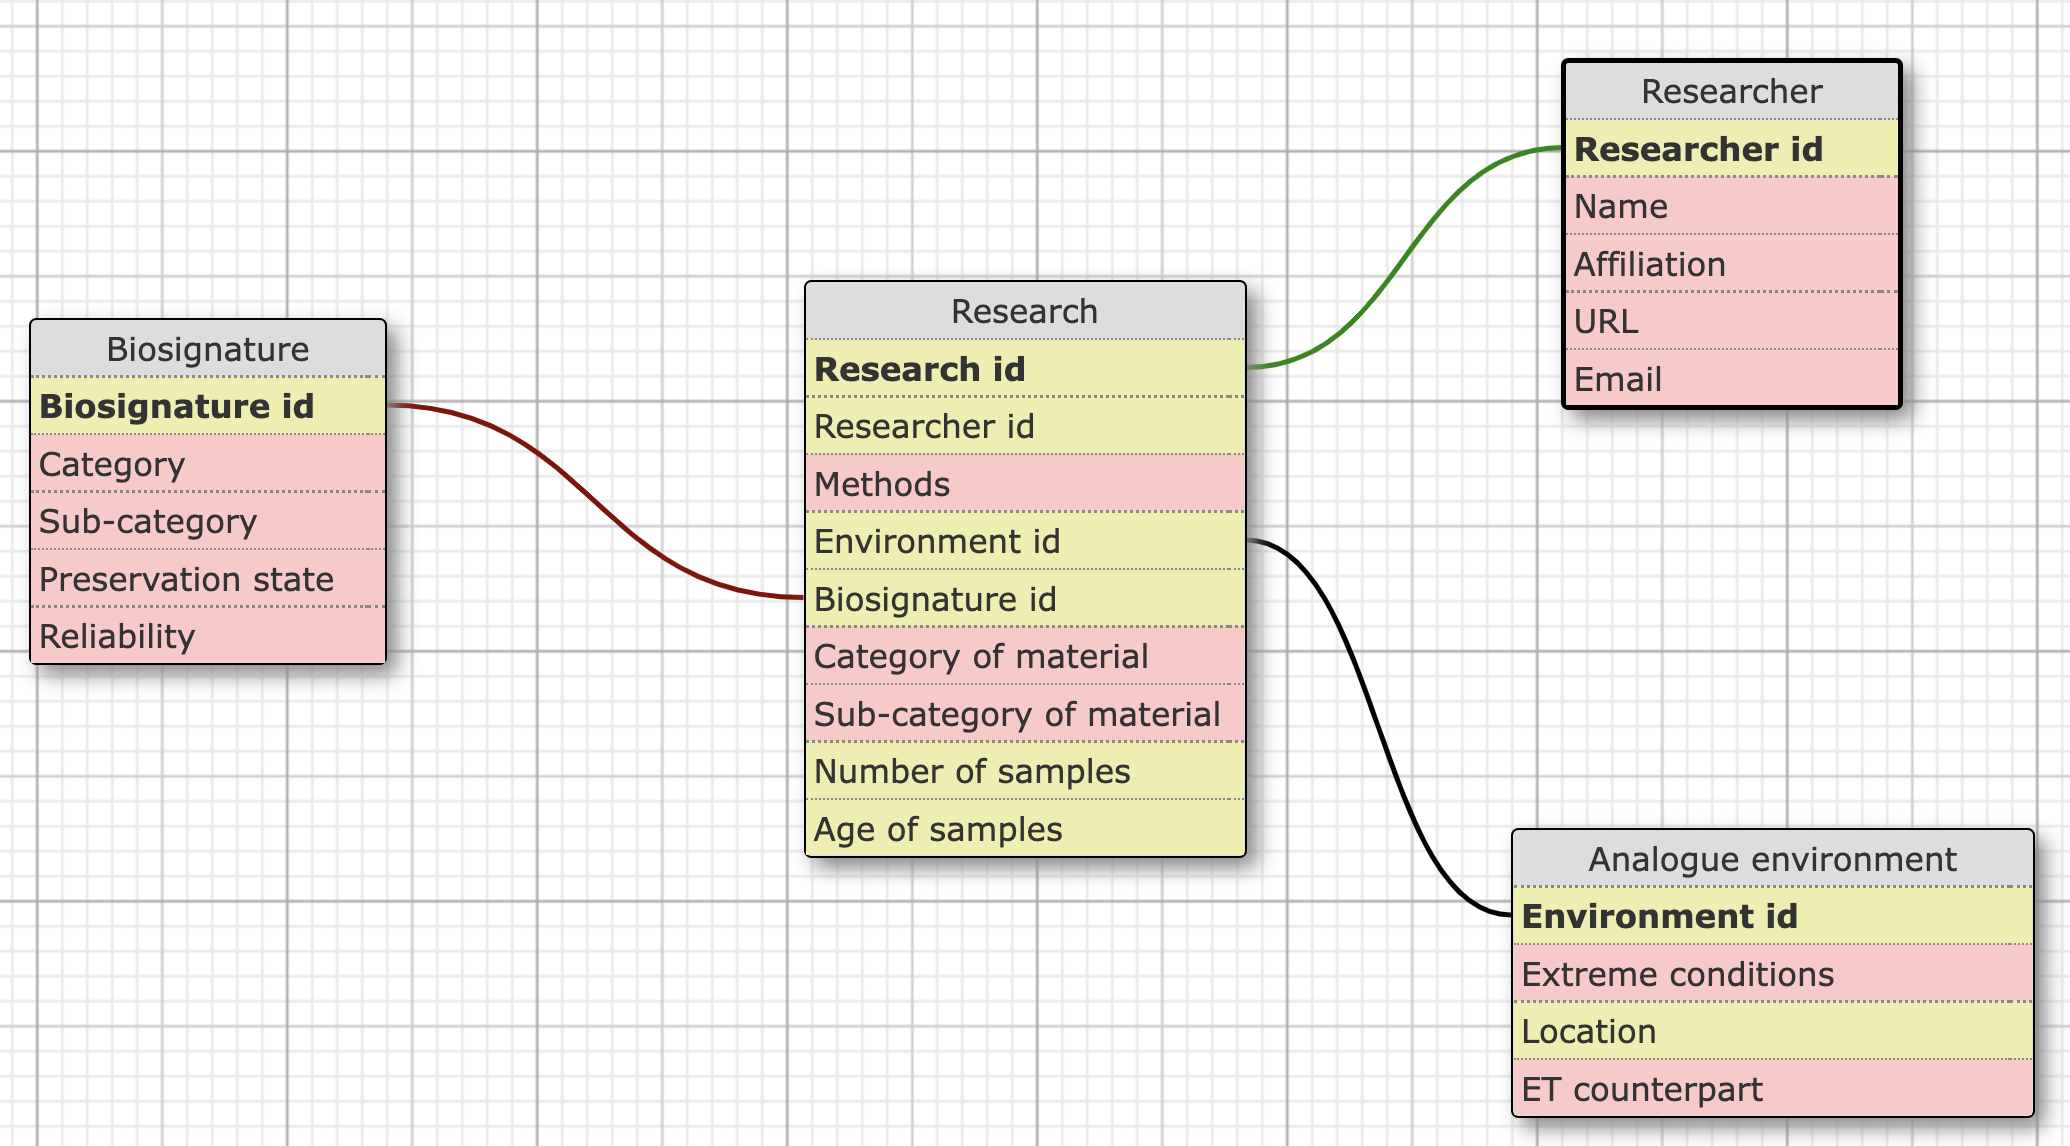 Biosignature
Biosignature id
Category
Sub-category
Preservation state
Reliability
Research
Research id
Researcher id
Methods
Environment id
Biosignature id
Category of material
Sub-category of material
Number of samples
Age of samples
Researcher
Researcher id
Name
Affiliation
URL
Email
Analogue environment
Environment id
Extreme conditions
Location
ET counterpart